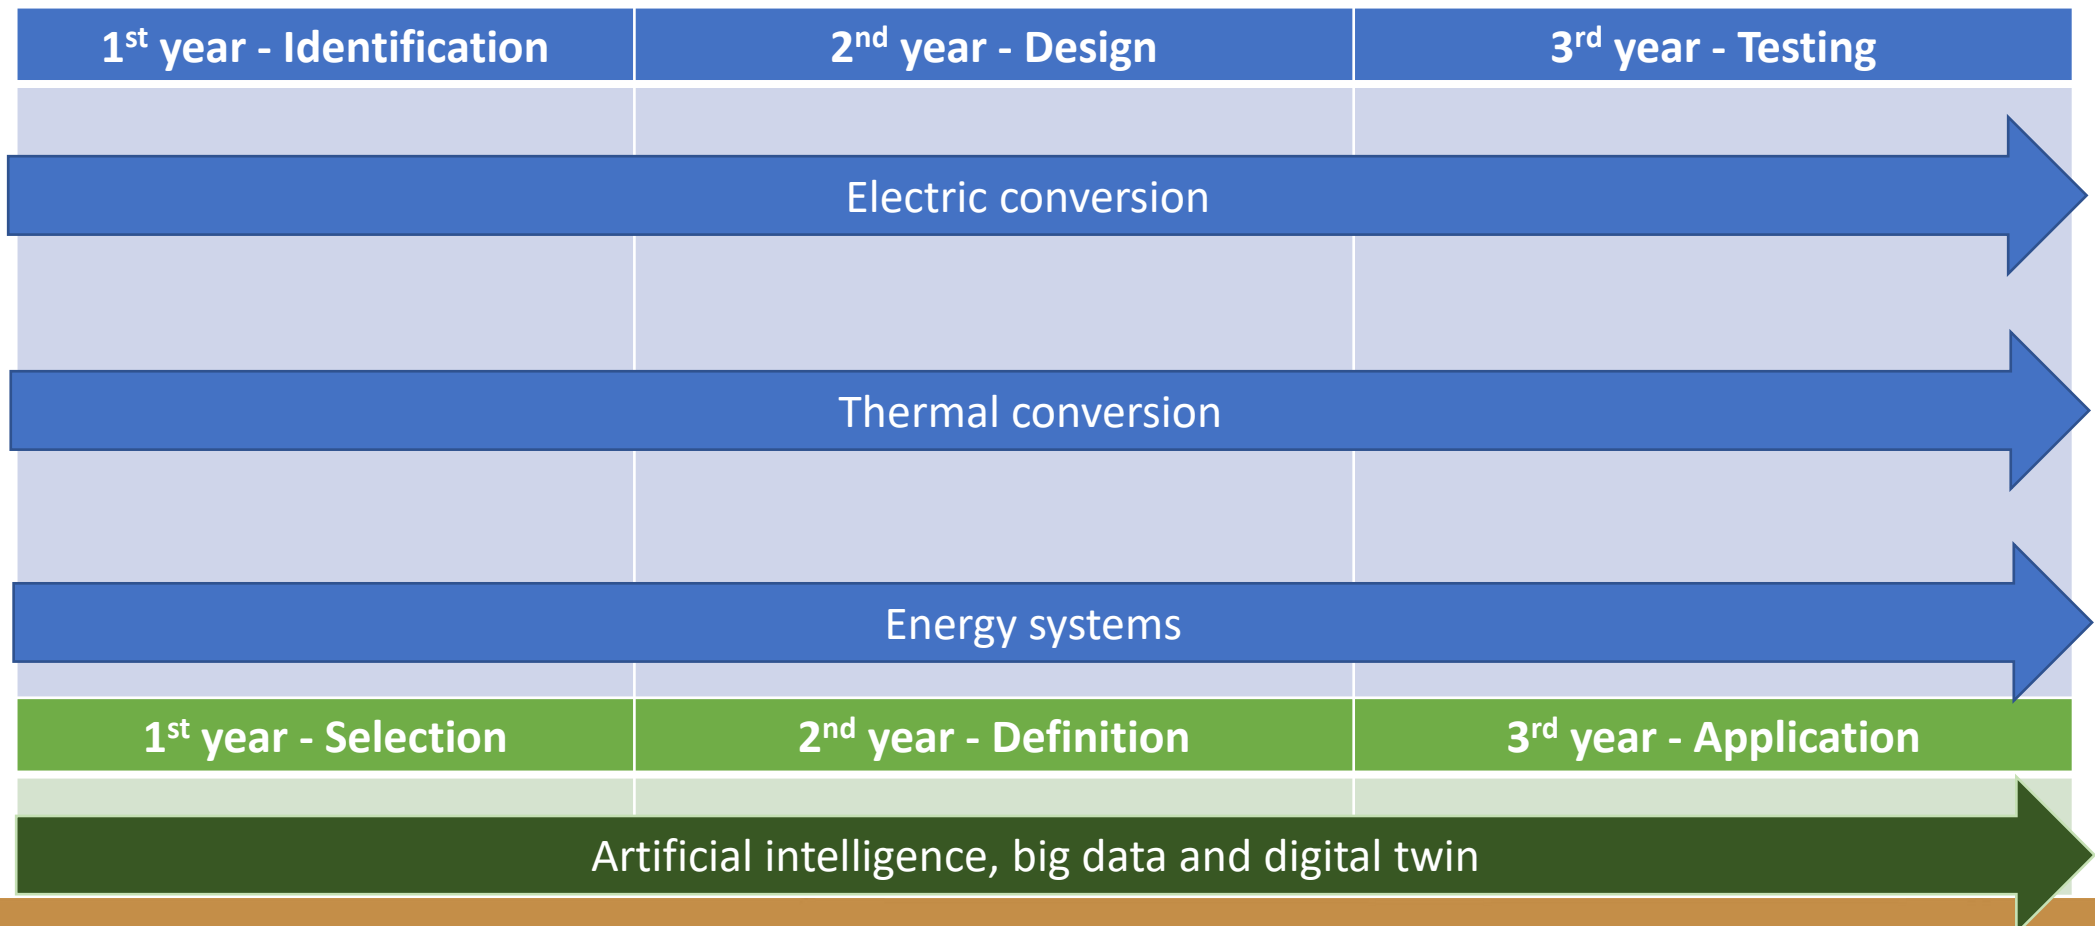 1st year - Identification
2nd year - Design
3rd year - Testing
Electric conversion
Thermal conversion
Energy systems
1st year - Selection
2nd year - Definition
3rd year - Application
Artificial intelligence, big data and digital twin